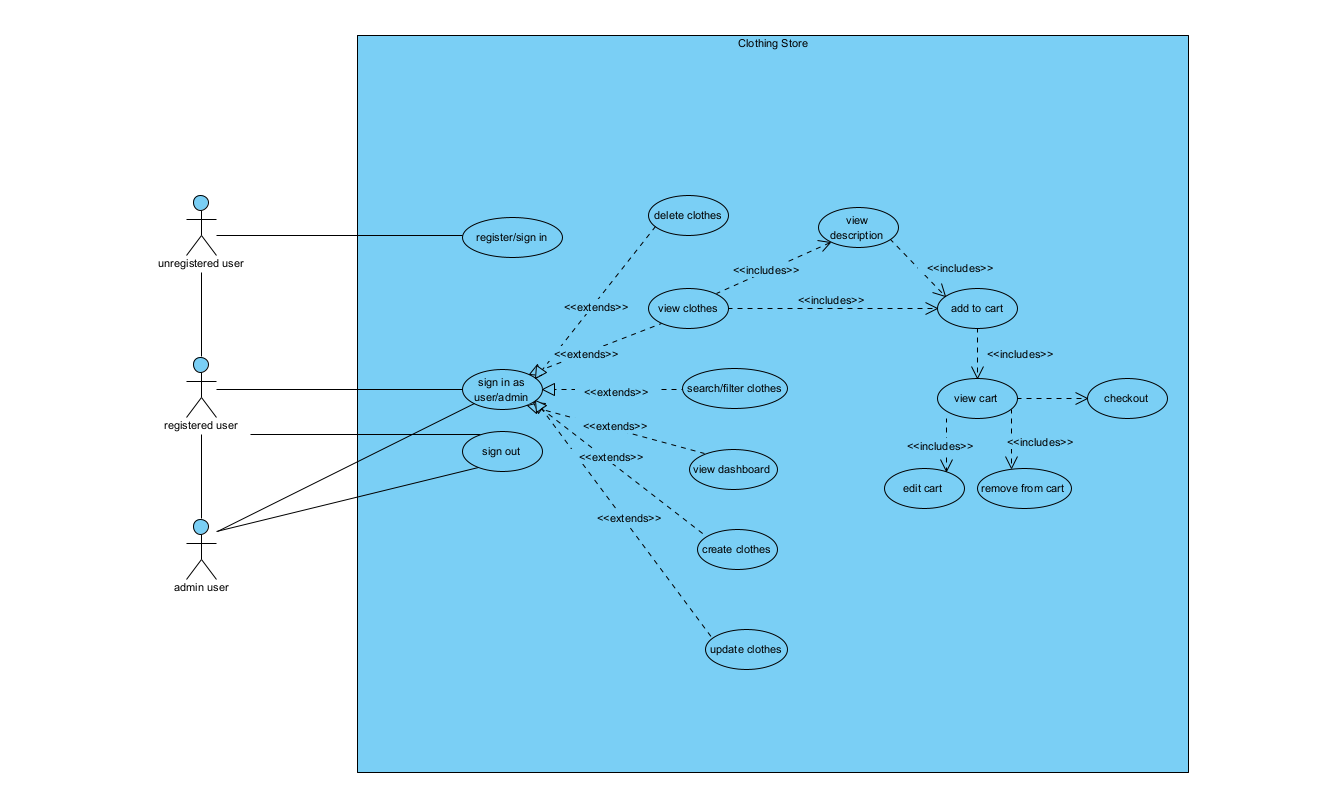 Clothing Store
delete clothes
view
description
register/sign in
unregistered user
<<includes>>
<<includes>>
<<includes>>
view clothes
add to cart
<<extends>>
<<extends>>
<<includes>>
sign in as
user/admin
<<extends>>
search/filter clothes
view cart
checkout
registered user
<<extends>>
sign out
<<extends>>
view dashboard
<<includes>>
<<includes>>
edit cart
remove from cart
<<extends>>
create clothes
admin user
update clothes